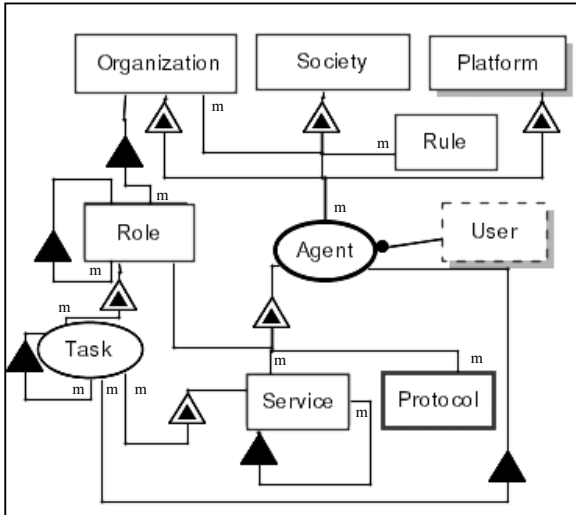 Organization
Society
Platform
m
m
Rule
m
m
Role
Agent
User
m
m
Task
m
m
m
m
m
Service
m
Protocol